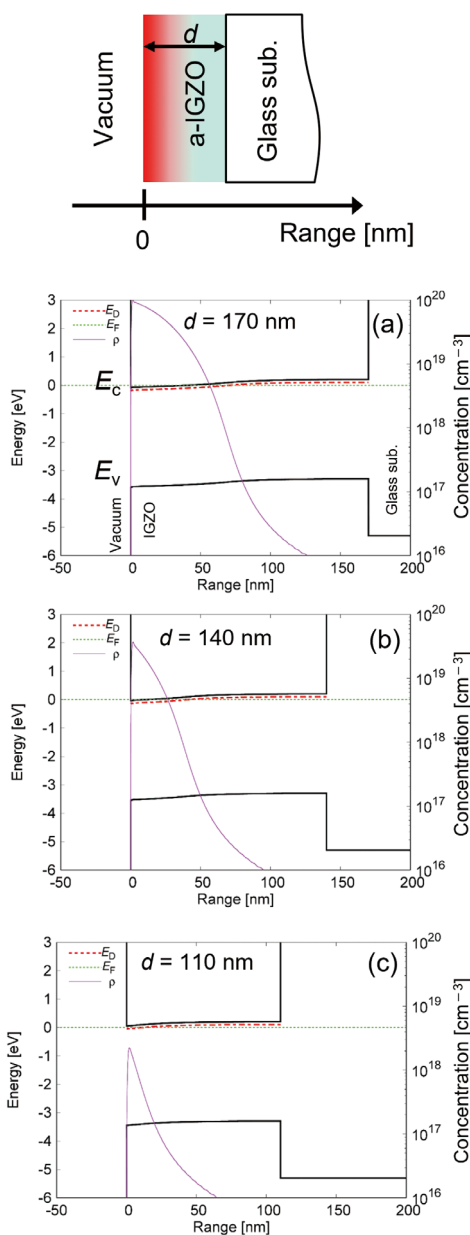 d
Vacuum
a-IGZO
Glass sub.
0
Range [nm]
(a)
d = 170 nm
E_D
E_F
ρ
E_c
E_v
Vacuum
IGZO
Glass sub.
Energy [eV]
3
2
1
0
-1
-2
-3
-4
-5
-6
-50
0
50
100
150
200
Range [nm]
10^20
10^19
10^18
10^17
10^16
Concentration [cm^-3]
(b)
d = 140 nm
E_D
E_F
ρ
Energy [eV]
3
2
1
0
-1
-2
-3
-4
-5
-6
-50
0
50
100
150
200
Range [nm]
10^20
10^19
10^18
10^17
10^16
Concentration [cm^-3]
(c)
d = 110 nm
E_D
E_F
ρ
Energy [eV]
3
2
1
0
-1
-2
-3
-4
-5
-6
-50
0
50
100
150
200
Range [nm]
10^20
10^19
10^18
10^17
10^16
Concentration [cm^-3]